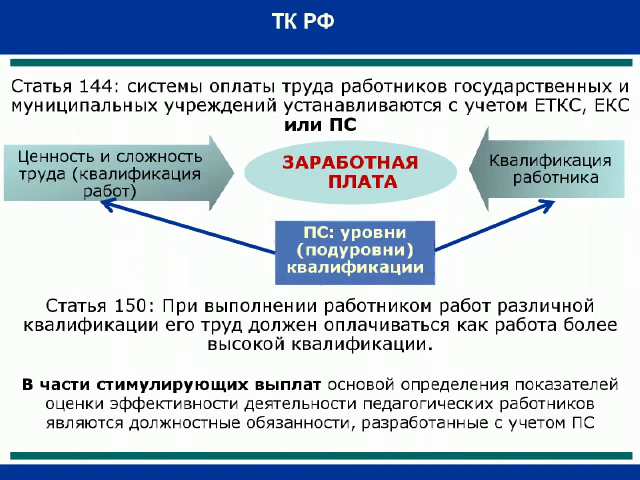 ТК РФ
Статья 144: системы оплаты труда работников государственных и
муниципальных учреждений устанавливаются с учетом ЕТКС, ЕКС
или ПС
Ценность и сложность
труда (квалификация
работ)
ЗАРАБОТНАЯ
ПЛАТА
Квалификация
работника
ПС: уровни
(подуровни)
квалификации
Статья 150: При выполнении работником работ различной
квалификации его труд должен оплачиваться как работа более
высокой квалификации.
В части стимулирующих выплат основой определения показателей
оценки эффективности деятельности педагогических работников
являются должностные обязанности, разработанные с учетом ПС